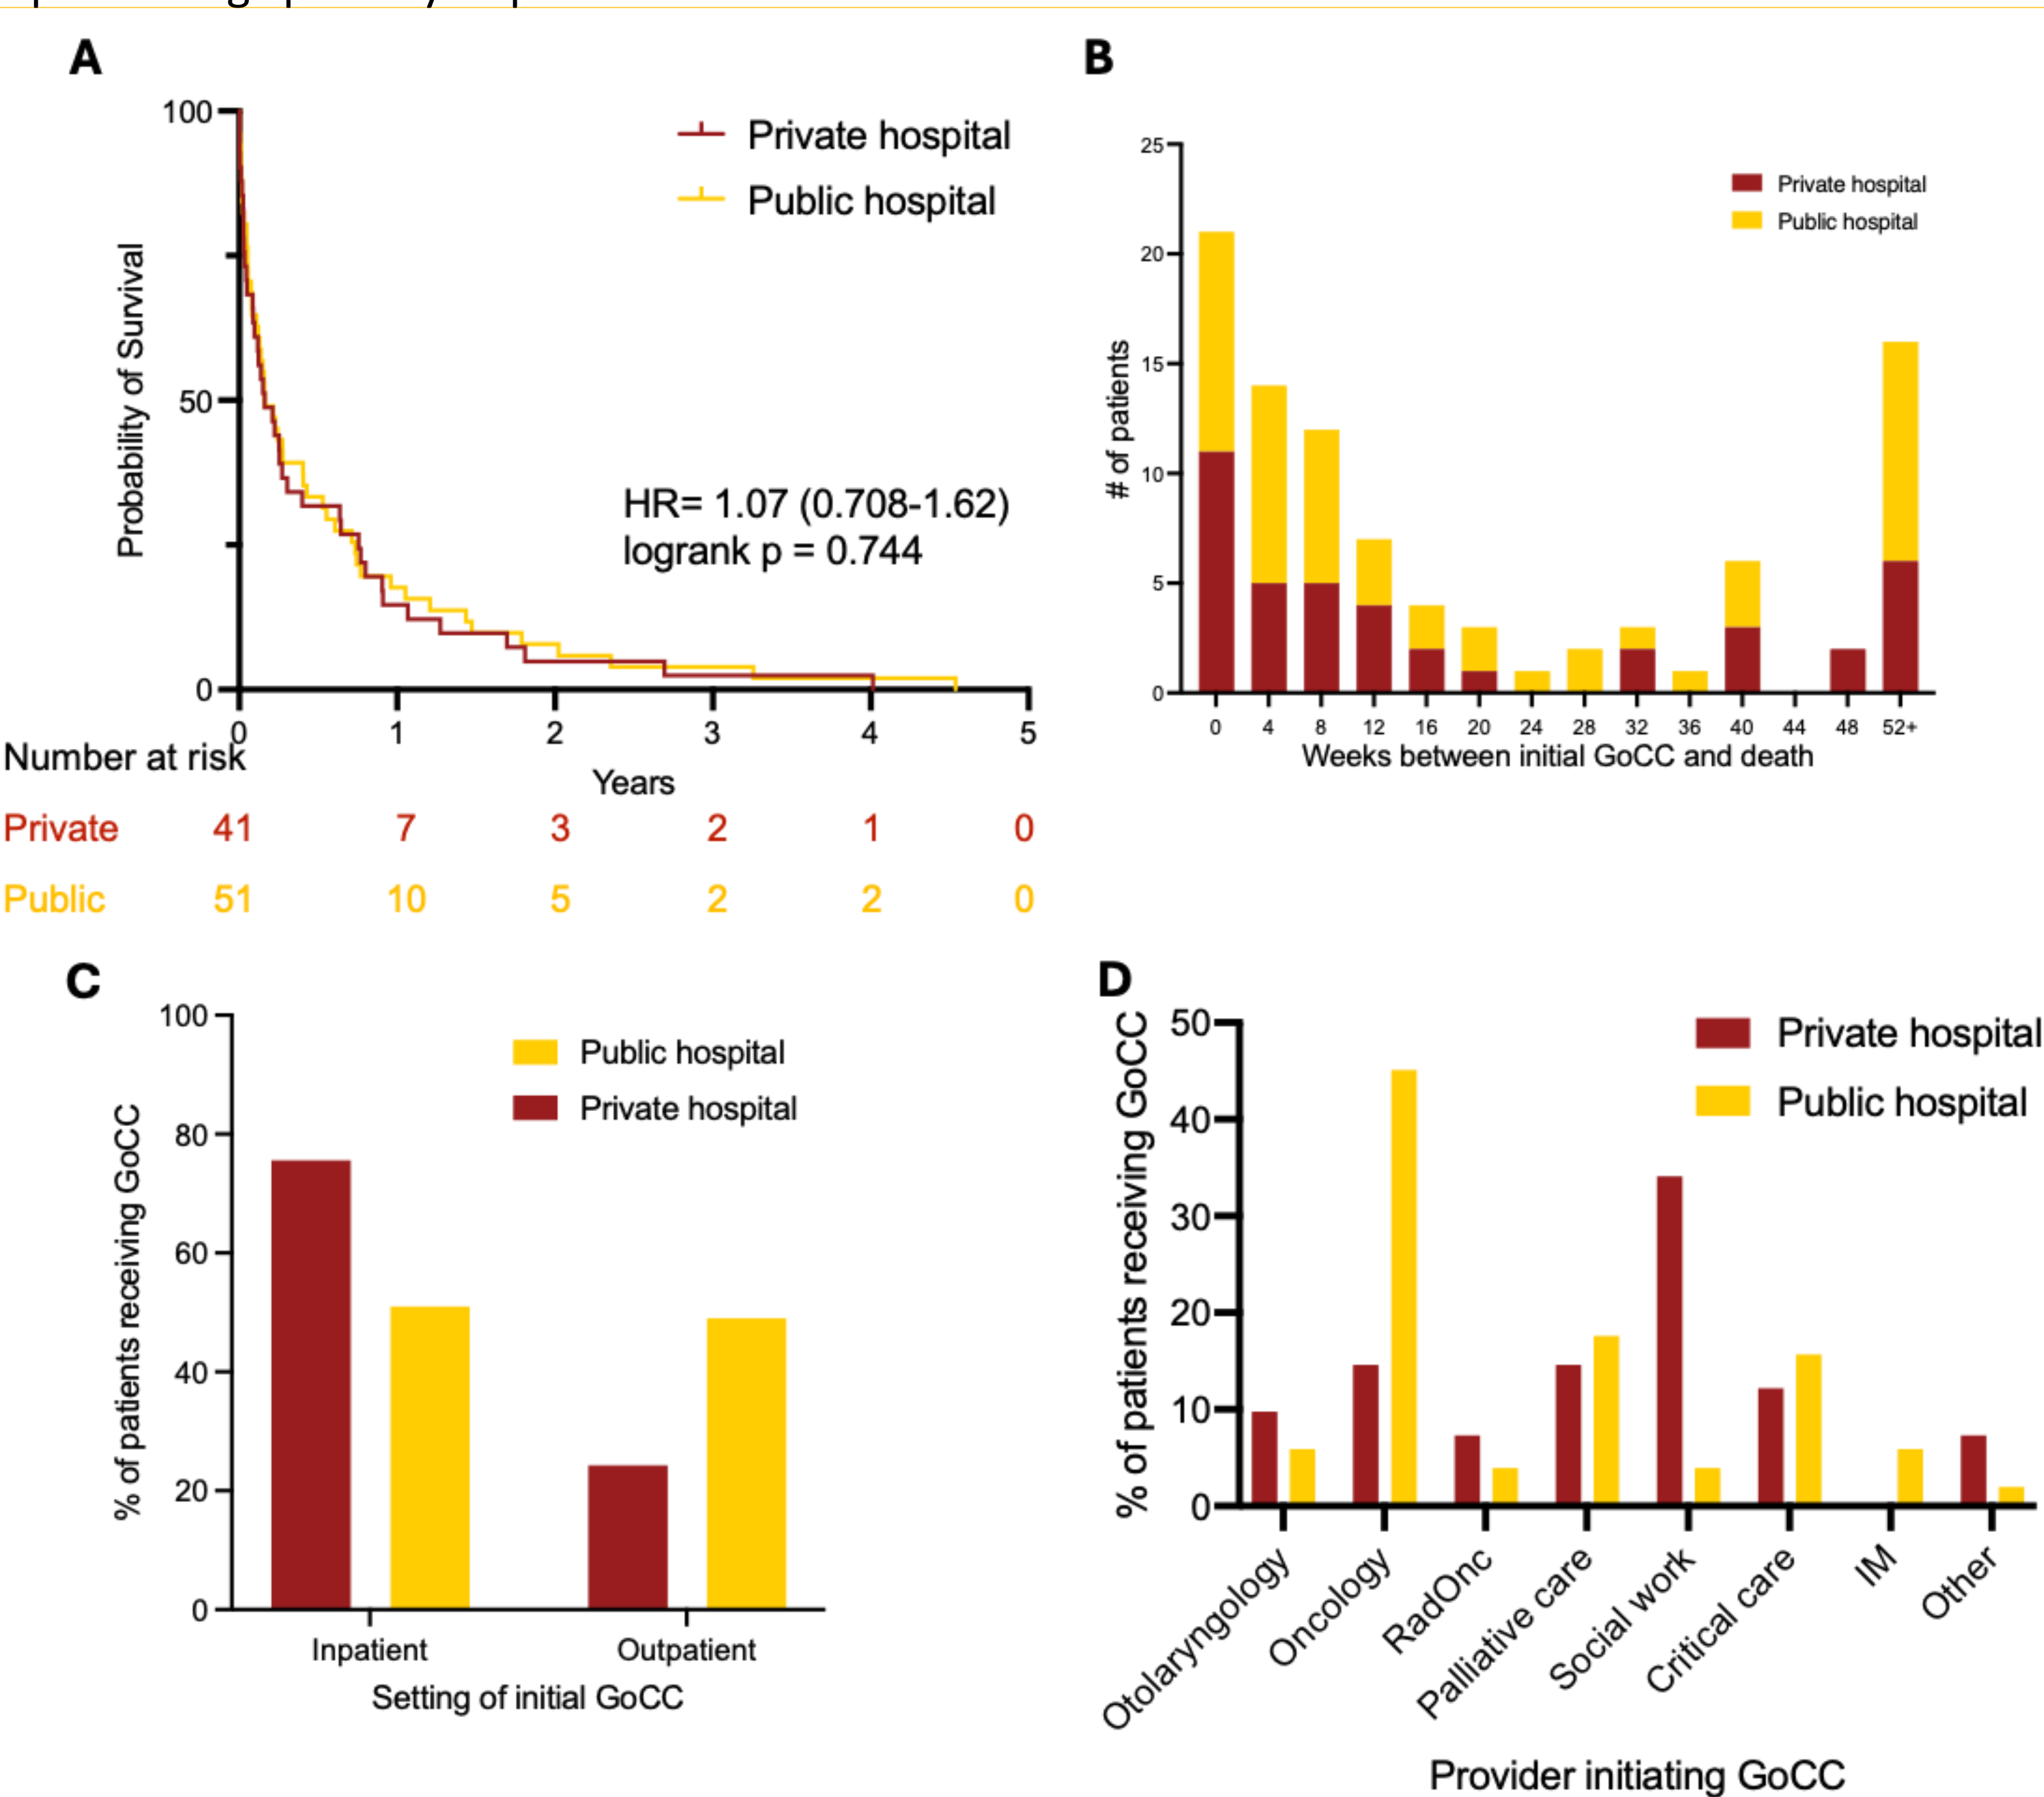 A
100
50
0
Probability of Survival
Private hospital
Public hospital
HR= 1.07 (0.708-1.62)
logrank p = 0.744
0 1 2 3 4 5
Years
Number at risk
Private 41 7 3 2 1 0
Public 51 10 5 2 2 0
B
25
20
15
10
5
0
# of patients
Private hospital
Public hospital
0 4 8 12 16 20 24 28 32 36 40 44 48 52+
Weeks between initial GoCC and death
C
100
80
60
40
20
0
% of patients receiving GoCC
Public hospital
Private hospital
Inpatient Outpatient
Setting of initial GoCC
D
50
40
30
20
10
0
% of patients receiving GoCC
Private hospital
Public hospital
Otolaryngology
Oncology
RadOnc
Palliative care
Social work
Critical care
IM
Other
Provider initiating GoCC